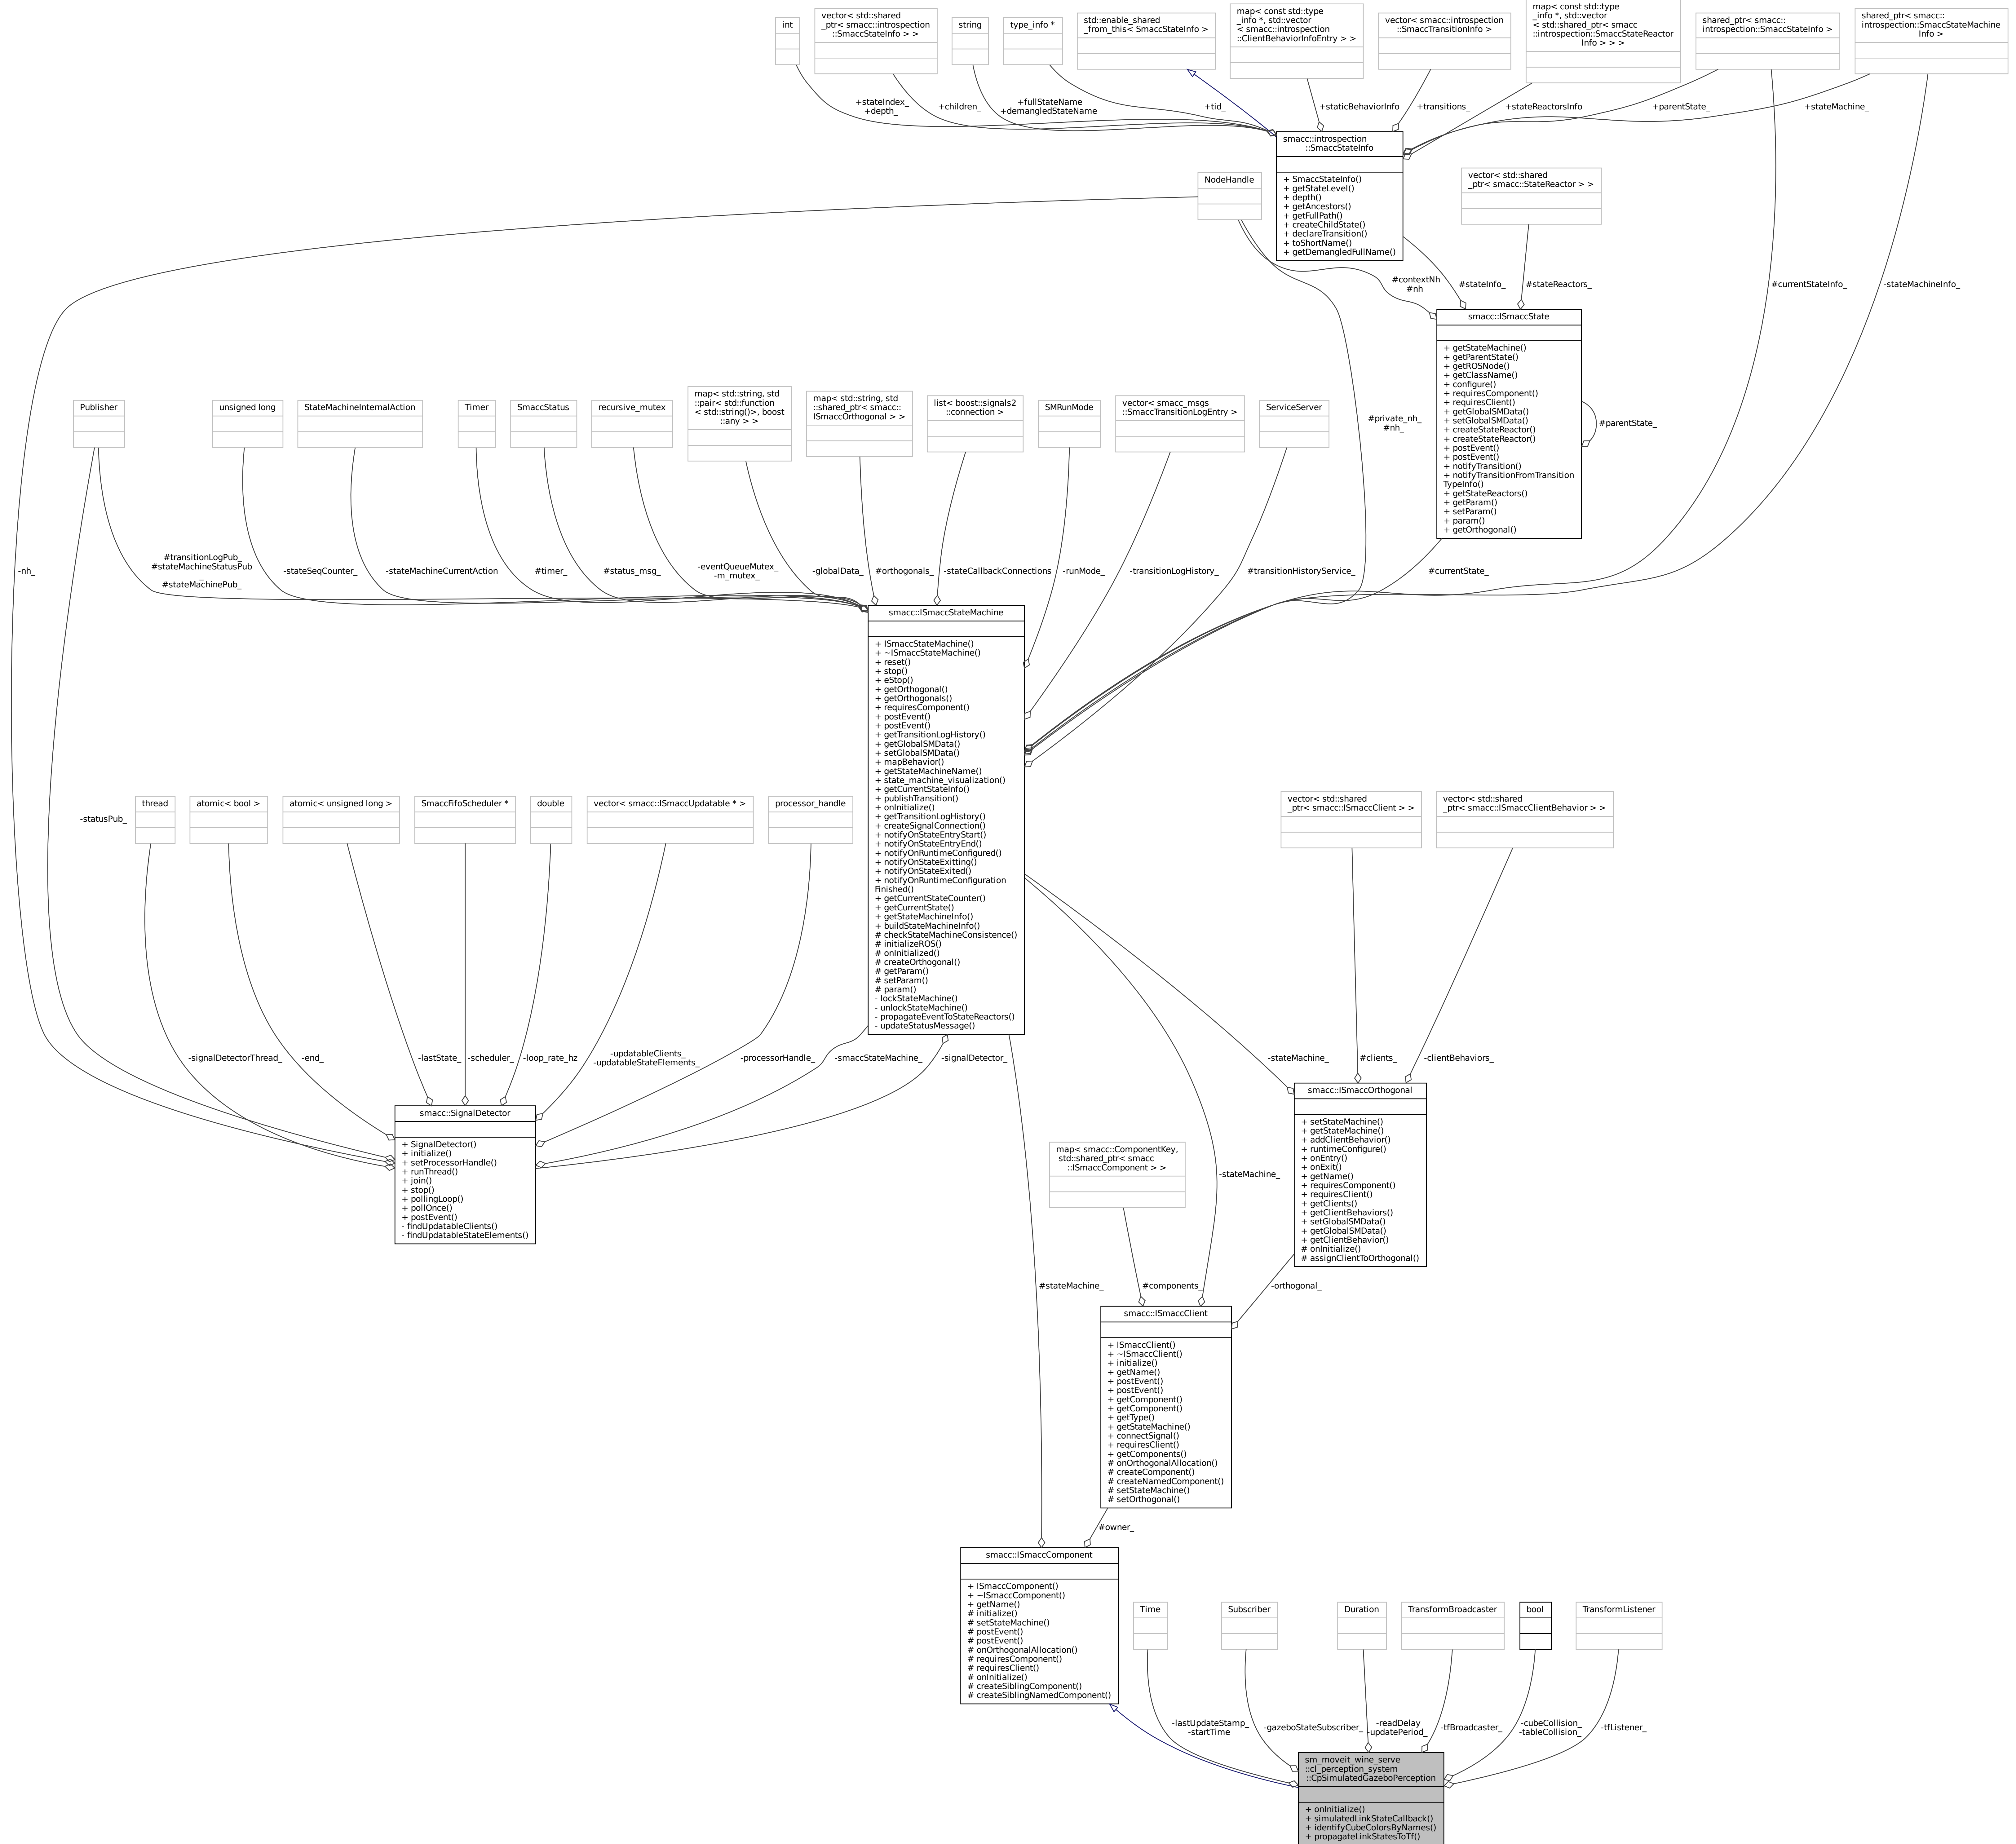 int
vector< std::shared
_ptr< smacc::introspection
::SmaccStateInfo > >
string
type_info *
std::enable_shared
_from_this< SmaccStateInfo >
map< const std::type
_info *, std::vector
< smacc::introspection
::ClientBehaviorInfoEntry > >
vector< smacc::introspection
::SmaccTransitionInfo >
map< const std::type
_info *, std::vector
< std::shared_ptr< smacc
::introspection::SmaccStateReactor
Info > > >
shared_ptr< smacc::
introspection::SmaccStateInfo >
shared_ptr< smacc::
introspection::SmaccStateMachine
Info >
+stateIndex_
+depth_
+children_
+fullStateName
+demangledStateName
+tid_
+staticBehaviorInfo
+transitions_
+stateReactorsInfo
+parentState_
+stateMachine_
smacc::introspection
::SmaccStateInfo
+ SmaccStateInfo()
+ getStateLevel()
+ depth()
+ getAncestors()
+ getFullPath()
+ createChildState()
+ declareTransition()
+ toShortName()
+ getDemangledFullName()
NodeHandle
vector< std::shared
_ptr< smacc::StateReactor > >
#contextNh
#nh
#stateInfo_
#stateReactors_
#currentStateInfo_
-stateMachineInfo_
smacc::ISmaccState
+ getStateMachine()
+ getParentState()
+ getROSNode()
+ getClassName()
+ configure()
+ requiresComponent()
+ requiresClient()
+ getGlobalSMData()
+ setGlobalSMData()
+ createStateReactor()
+ createStateReactor()
+ postEvent()
+ postEvent()
+ notifyTransition()
+ notifyTransitionFromTransition
TypeInfo()
+ getStateReactors()
+ getParam()
+ setParam()
+ param()
+ getOrthogonal()
#parentState_
Publisher
unsigned long
StateMachineInternalAction
Timer
SmaccStatus
recursive_mutex
map< std::string, std
::pair< std::function
< std::string()>, boost
::any > >
map< std::string, std
::shared_ptr< smacc::
ISmaccOrthogonal > >
list< boost::signals2
::connection >
SMRunMode
vector< smacc_msgs
::SmaccTransitionLogEntry >
ServiceServer
#private_nh_
#nh_
-nh_
#transitionLogPub_
#stateMachineStatusPub
_
#stateMachinePub_
-stateSeqCounter_
-stateMachineCurrentAction
#timer_
#status_msg_
-eventQueueMutex_
-m_mutex_
-globalData_
#orthogonals_
-stateCallbackConnections
-runMode_
-transitionLogHistory_
#transitionHistoryService_
#currentState_
smacc::ISmaccStateMachine
+ ISmaccStateMachine()
+ ~ISmaccStateMachine()
+ reset()
+ stop()
+ eStop()
+ getOrthogonal()
+ getOrthogonals()
+ requiresComponent()
+ postEvent()
+ postEvent()
+ getTransitionLogHistory()
+ getGlobalSMData()
+ setGlobalSMData()
+ mapBehavior()
+ getStateMachineName()
+ state_machine_visualization()
+ getCurrentStateInfo()
+ publishTransition()
+ onInitialize()
+ getTransitionLogHistory()
+ createSignalConnection()
+ notifyOnStateEntryStart()
+ notifyOnStateEntryEnd()
+ notifyOnRuntimeConfigured()
+ notifyOnStateExitting()
+ notifyOnStateExited()
+ notifyOnRuntimeConfiguration
Finished()
+ getCurrentStateCounter()
+ getCurrentState()
+ getStateMachineInfo()
+ buildStateMachineInfo()
# checkStateMachineConsistence()
# initializeROS()
# onInitialized()
# createOrthogonal()
# getParam()
# setParam()
# param()
- lockStateMachine()
- unlockStateMachine()
- propagateEventToStateReactors()
- updateStatusMessage()
-statusPub_
thread
atomic< bool >
atomic< unsigned long >
SmaccFifoScheduler *
double
vector< smacc::ISmaccUpdatable * >
processor_handle
vector< std::shared
_ptr< smacc::ISmaccClient > >
vector< std::shared
_ptr< smacc::ISmaccClientBehavior > >
-signalDetectorThread_
-end_
-lastState_
-scheduler_
-loop_rate_hz
-updatableClients_
-updatableStateElements_
-processorHandle_
-smaccStateMachine_
-signalDetector_
-stateMachine_
#clients_
-clientBehaviors_
smacc::SignalDetector
+ SignalDetector()
+ initialize()
+ setProcessorHandle()
+ runThread()
+ join()
+ stop()
+ pollingLoop()
+ pollOnce()
+ postEvent()
- findUpdatableClients()
- findUpdatableStateElements()
smacc::ISmaccOrthogonal
+ setStateMachine()
+ getStateMachine()
+ addClientBehavior()
+ runtimeConfigure()
+ onEntry()
+ onExit()
+ getName()
+ requiresComponent()
+ requiresClient()
+ getClients()
+ getClientBehaviors()
+ setGlobalSMData()
+ getGlobalSMData()
+ getClientBehavior()
# onInitialize()
# assignClientToOrthogonal()
map< smacc::ComponentKey,
std::shared_ptr< smacc
::ISmaccComponent > >
-stateMachine_
#stateMachine_
#components_
-orthogonal_
smacc::ISmaccClient
+ ISmaccClient()
+ ~ISmaccClient()
+ initialize()
+ getName()
+ postEvent()
+ postEvent()
+ getComponent()
+ getComponent()
+ getType()
+ getStateMachine()
+ connectSignal()
+ requiresClient()
+ getComponents()
# onOrthogonalAllocation()
# createComponent()
# createNamedComponent()
# setStateMachine()
# setOrthogonal()
#owner_
smacc::ISmaccComponent
+ ISmaccComponent()
+ ~ISmaccComponent()
+ getName()
# initialize()
# setStateMachine()
# postEvent()
# postEvent()
# onOrthogonalAllocation()
# requiresComponent()
# requiresClient()
# onInitialize()
# createSiblingComponent()
# createSiblingNamedComponent()
Time
Subscriber
Duration
TransformBroadcaster
bool
TransformListener
-lastUpdateStamp_
-startTime
-gazeboStateSubscriber_
-readDelay
-updatePeriod_
-tfBroadcaster_
-cubeCollision_
-tableCollision_
-tfListener_
sm_moveit_wine_serve
::cl_perception_system
::CpSimulatedGazeboPerception
+ onInitialize()
+ simulatedLinkStateCallback()
+ identifyCubeColorsByNames()
+ propagateLinkStatesToTf()